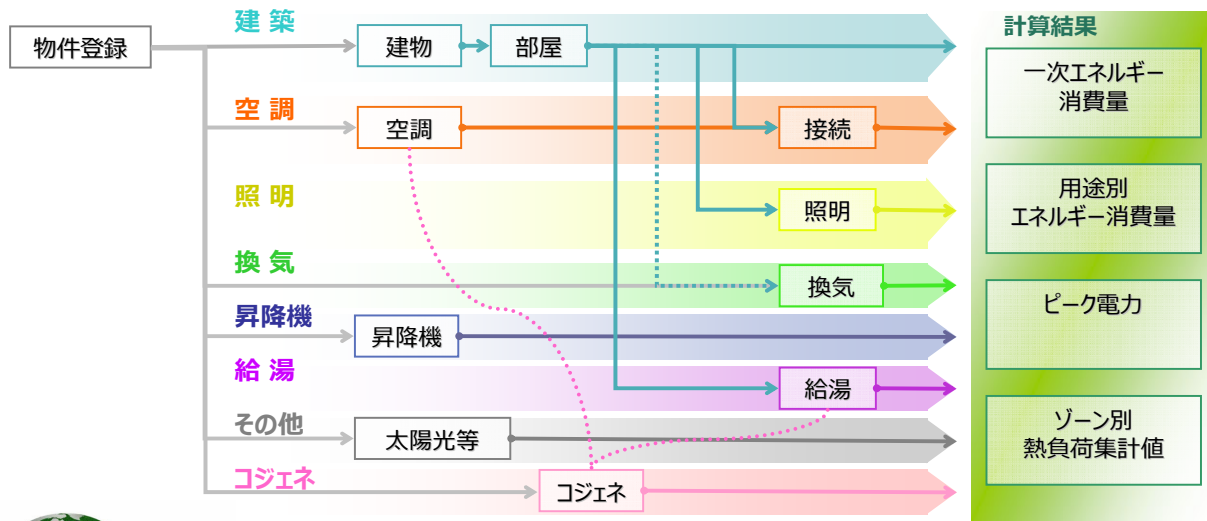 建 築
計算結果
物件登録
建物
部屋
一次エネルギー
消費量
空 調
空調
接続
照 明
照明
用途別
エネルギー消費量
換 気
換気
ピーク電力
昇降機
昇降機
給 湯
給湯
その他
太陽光等
ゾーン別
熱負荷集計値
コジェネ
コジェネ